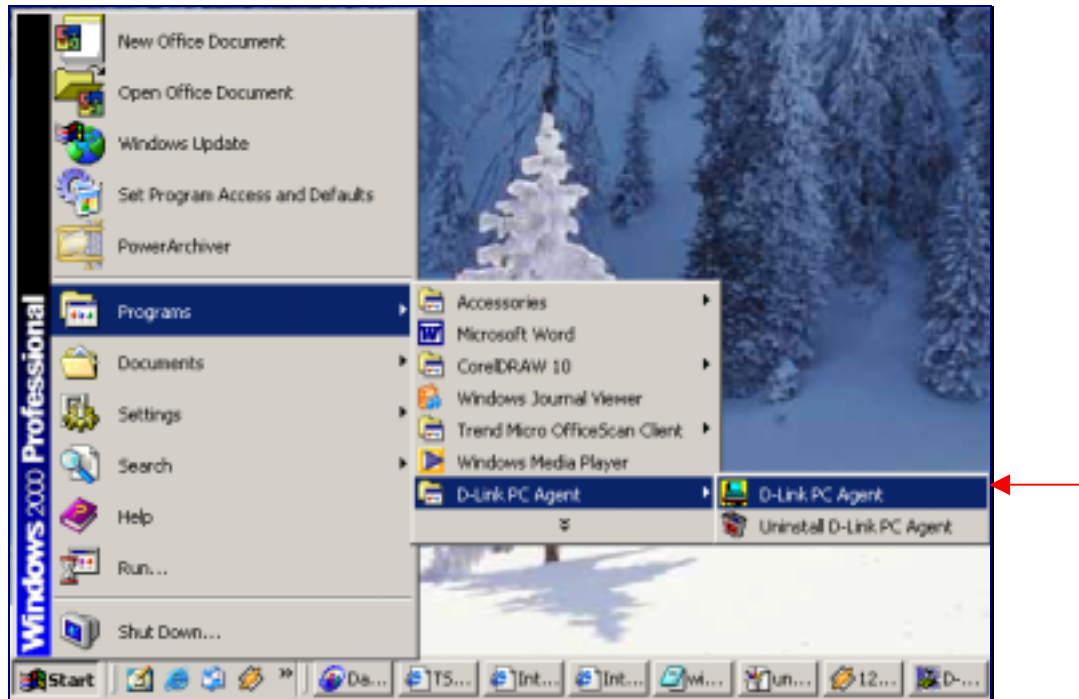 New Office Document
Open Office Document
Windows Update
Set Program Access and Defaults
PowerArchiver
Programs
Documents
Settings
Search
Help
Run...
Shut Down...
Windows 2000 Professional
Accessories
Microsoft Word
CorelDRAW 10
Windows Journal Viewer
Trend Micro OfficeScan Client
Windows Media Player
D-Link PC Agent
D-Link PC Agent
Uninstall D-Link PC Agent
Start
Da...
TS...
Int...
Int...
wi...
un...
12...
D-...